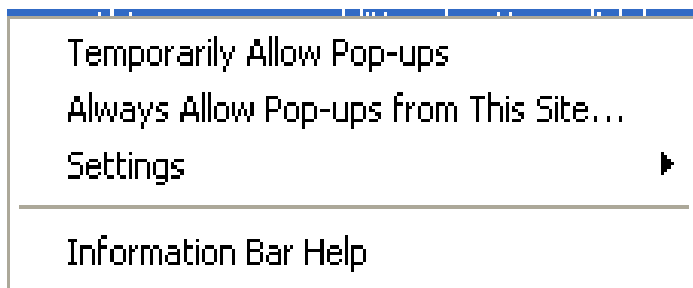 Temporarily Allow Pop-ups
Always Allow Pop-ups from This Site...
Settings
Information Bar Help